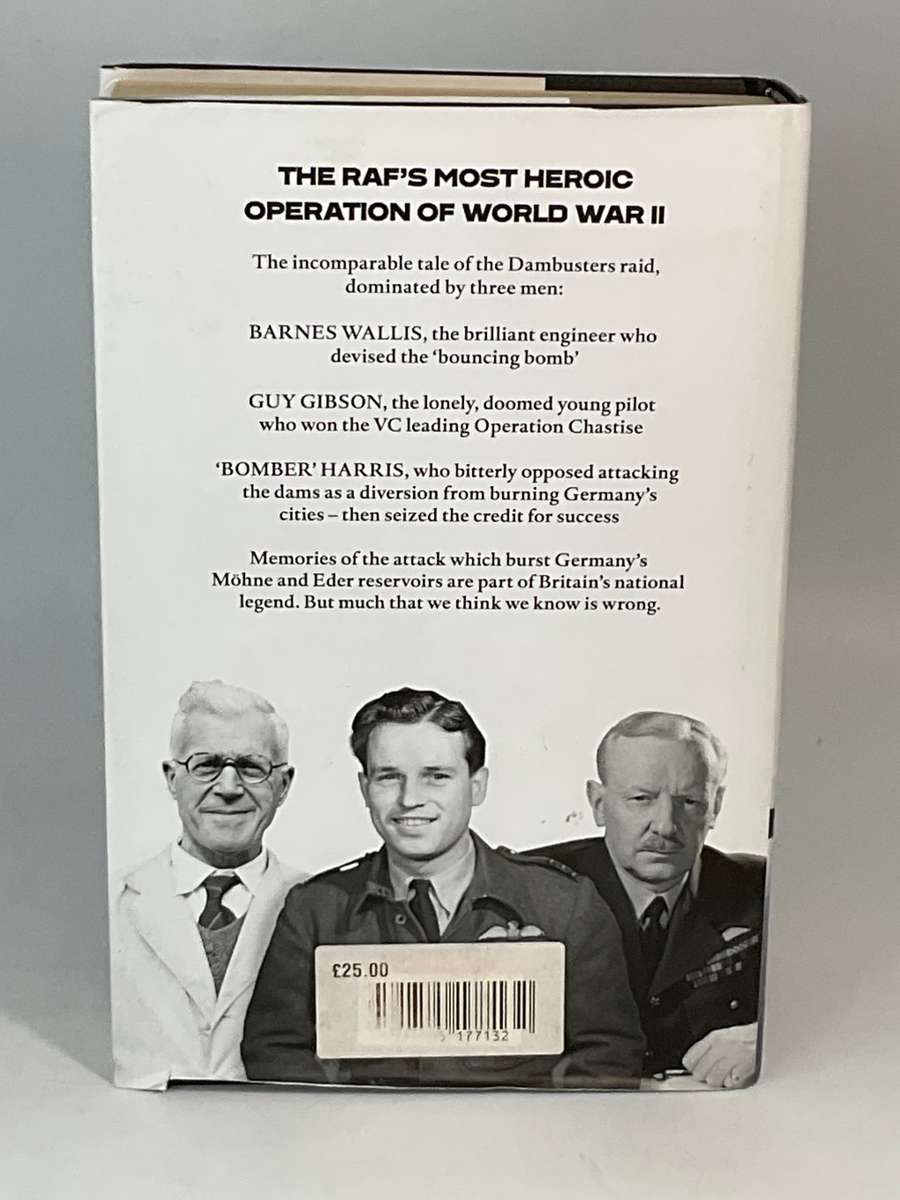 THE RAF'S MOST HEROIC
OPERATION OF WORLD WAR II
The incomparable tale of the Dambusters raid,
dominated by three men:
BARNES WALLIS, the brilliant engineer who
devised the ‘bouncing bomb’
GUY GIBSON, the lonely, doomed young pilot
who won the VC leading Operation Chastise
‘BOMBER’ HARRIS, who bitterly opposed attacking
the dams as a diversion from burning Germany’s
cities – then seized the credit for success
Memories of the attack which burst Germany’s
Möhne and Eder reservoirs are part of Britain’s national
legend. But much that we think we know is wrong.
£25.00
177132